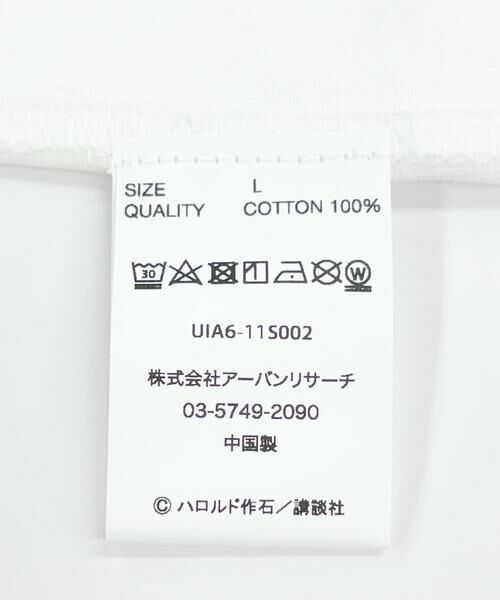 SIZE L
QUALITY COTTON 100%
30 W
UIA6-11S002
株式会社アーバンリサーチ
03-5749-2090
中国製
© ハロルド作石/講談社